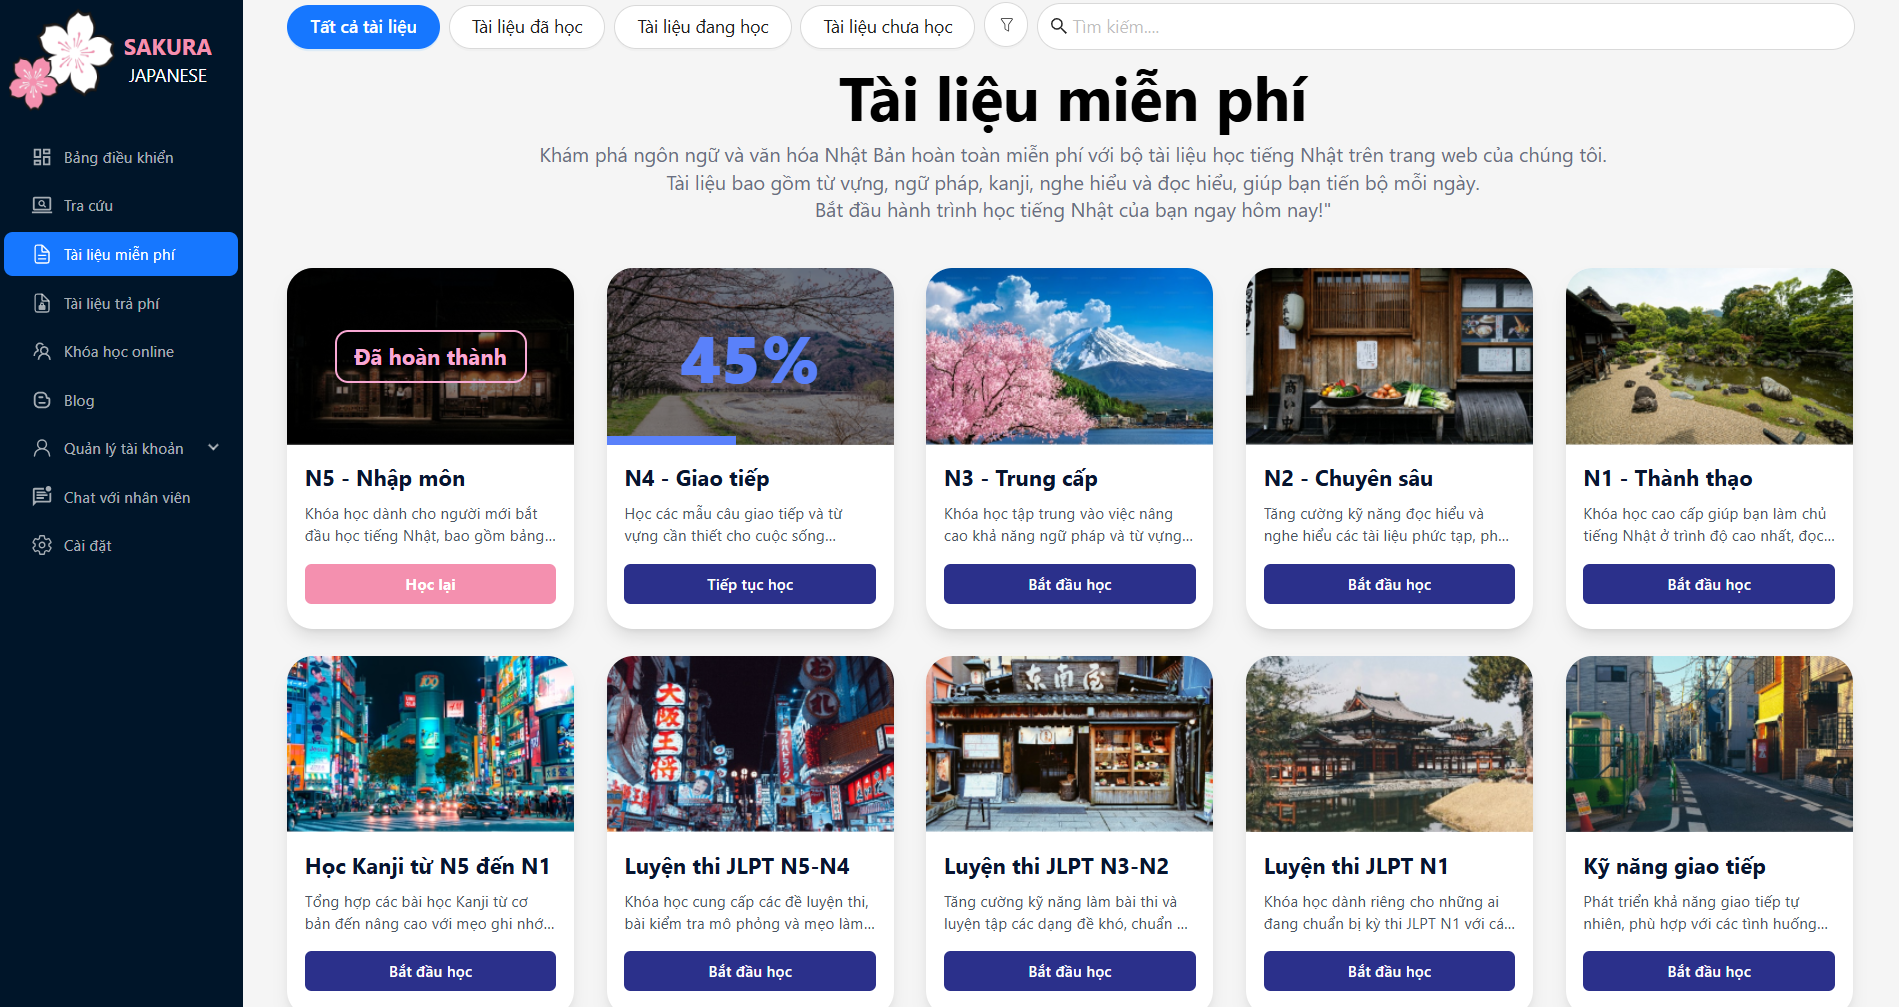 SAKURA
JAPANESE
Bảng điều khiển
Tra cứu
Tài liệu miễn phí
Tài liệu trả phí
Khóa học online
Blog
Quản lý tài khoản
Chat với nhân viên
Cài đặt
Tất cả tài liệu
Tài liệu đã học
Tài liệu đang học
Tài liệu chưa học
Tìm kiếm....
Tài liệu miễn phí
Khám phá ngôn ngữ và văn hóa Nhật Bản hoàn toàn miễn phí với bộ tài liệu học tiếng Nhật trên trang web của chúng tôi.
Tài liệu bao gồm từ vựng, ngữ pháp, kanji, nghe hiểu và đọc hiểu, giúp bạn tiến bộ mỗi ngày.
Bắt đầu hành trình học tiếng Nhật của bạn ngay hôm nay!"
Đã hoàn thành
N5 - Nhập môn
Khóa học dành cho người mới bắt
đầu học tiếng Nhật, bao gồm bảng...
Học lại
45%
N4 - Giao tiếp
Học các mẫu câu giao tiếp và từ
vựng cần thiết cho cuộc sống...
Tiếp tục học
N3 - Trung cấp
Khóa học tập trung vào việc nâng
cao khả năng ngữ pháp và từ vựng...
Bắt đầu học
商い中
N2 - Chuyên sâu
Tăng cường kỹ năng đọc hiểu và
nghe hiểu các tài liệu phức tạp, ph...
Bắt đầu học
N1 - Thành thạo
Khóa học cao cấp giúp bạn làm chủ
tiếng Nhật ở trình độ cao nhất, đọc...
Bắt đầu học
Học Kanji từ N5 đến N1
Tổng hợp các bài học Kanji từ cơ
bản đến nâng cao với mẹo ghi nhớ...
Bắt đầu học
大阪王将
Luyện thi JLPT N5-N4
Khóa học cung cấp các đề luyện thi,
bài kiểm tra mô phỏng và mẹo làm...
Bắt đầu học
Luyện thi JLPT N3-N2
Tăng cường kỹ năng làm bài thi và
luyện tập các dạng đề khó, chuẩn ...
Bắt đầu học
Luyện thi JLPT N1
Khóa học dành riêng cho những ai
đang chuẩn bị kỳ thi JLPT N1 với cá...
Bắt đầu học
Kỹ năng giao tiếp
Phát triển khả năng giao tiếp tự
nhiên, phù hợp với các tình huống...
Bắt đầu học